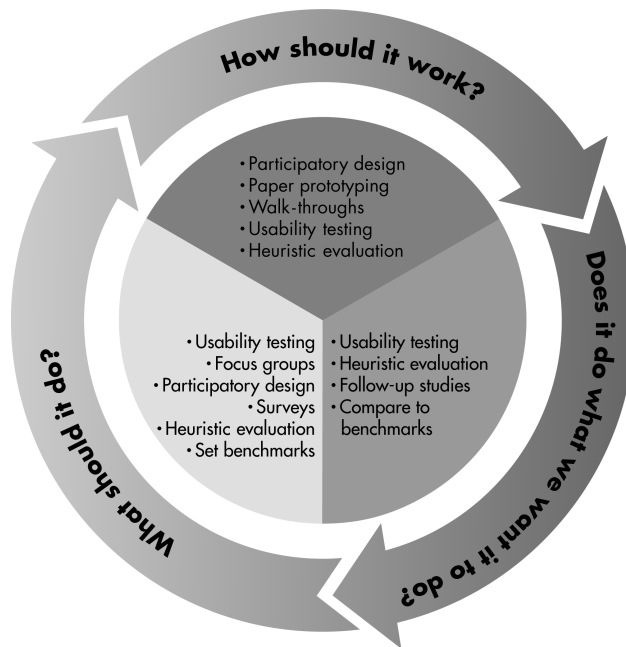 How should it work?
• Participatory design
• Paper prototyping
• Walk-throughs
• Usability testing
• Heuristic evaluation
Does it do what we want it to do?
• Usability testing
• Heuristic evaluation
• Follow-up studies
• Compare to
benchmarks
What should it do?
• Usability testing
• Focus groups
• Participatory design
• Surveys
• Heuristic evaluation
• Set benchmarks